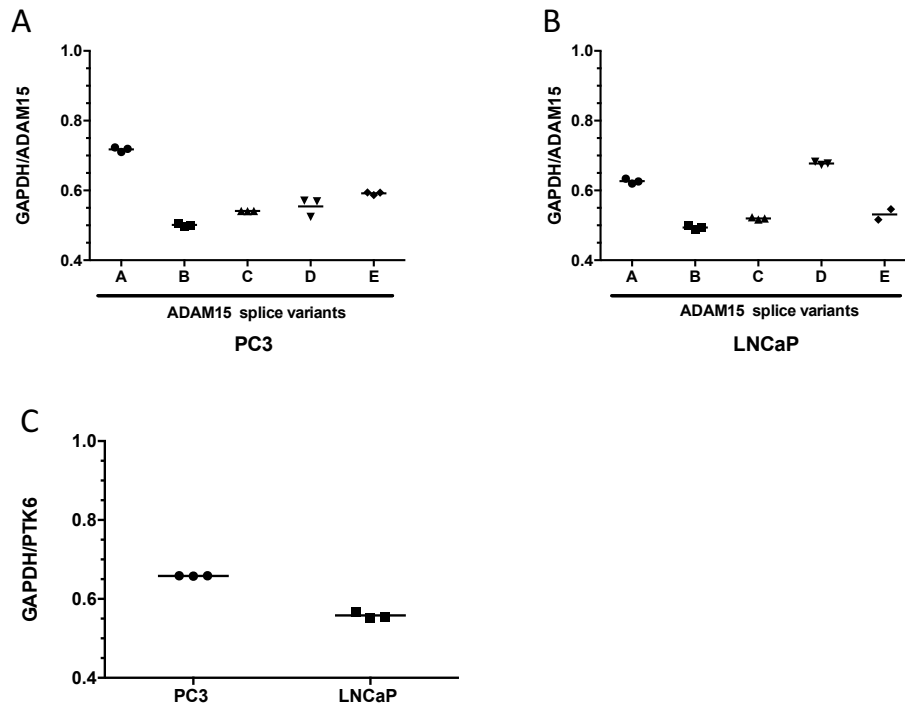 A
GAPDH/ADAM15
1.0
0.8
0.6
0.4
A B C D E
ADAM15 splice variants
PC3
B
GAPDH/ADAM15
1.0
0.8
0.6
0.4
A B C D E
ADAM15 splice variants
LNCaP
C
GAPDH/PTK6
1.0
0.8
0.6
0.4
PC3 LNCaP